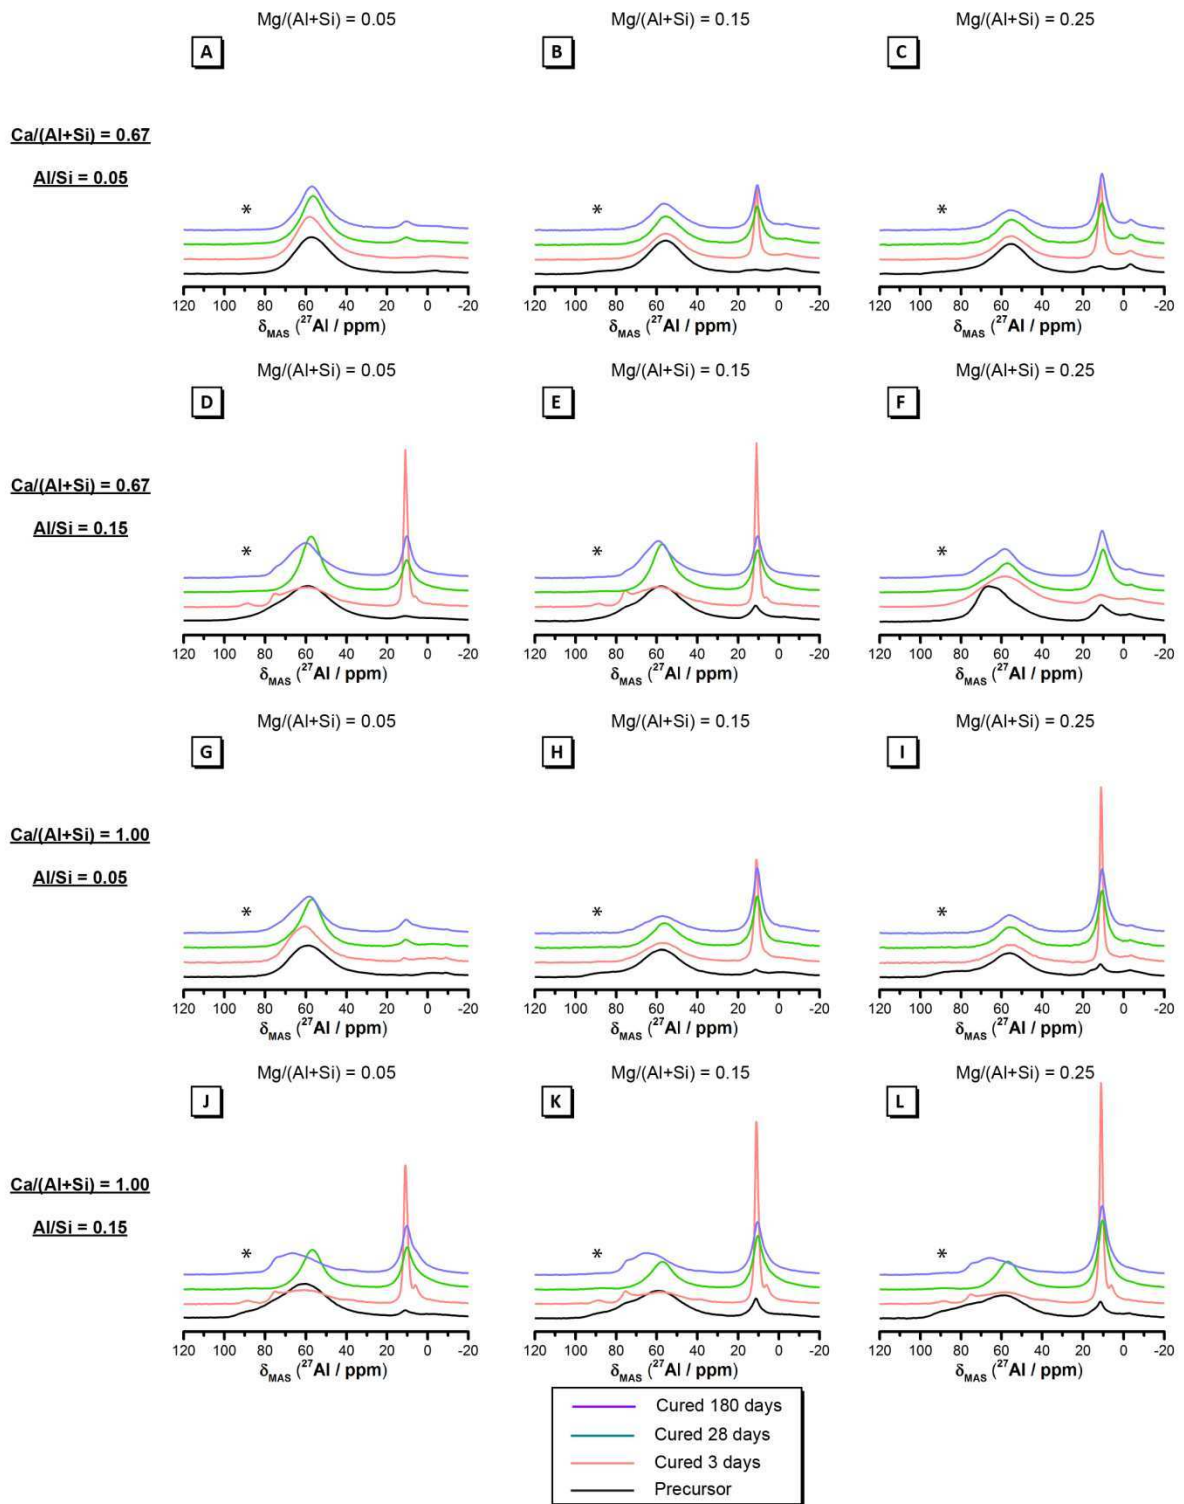 Mg/(Al+Si) = 0.05 Mg/(Al+Si) = 0.15 Mg/(Al+Si) = 0.25
A B C
Ca/(Al+Si) = 0.67
Al/Si = 0.05
* * *
120 100 80 60 40 20 0 -20 120 100 80 60 40 20 0 -20 120 100 80 60 40 20 0 -20
δMAS (27Al / ppm) δMAS (27Al / ppm) δMAS (27Al / ppm)
Mg/(Al+Si) = 0.05 Mg/(Al+Si) = 0.15 Mg/(Al+Si) = 0.25
D E F
Ca/(Al+Si) = 0.67
Al/Si = 0.15
* * *
120 100 80 60 40 20 0 -20 120 100 80 60 40 20 0 -20 120 100 80 60 40 20 0 -20
δMAS (27Al / ppm) δMAS (27Al / ppm) δMAS (27Al / ppm)
Mg/(Al+Si) = 0.05 Mg/(Al+Si) = 0.15 Mg/(Al+Si) = 0.25
G H I
Ca/(Al+Si) = 1.00
Al/Si = 0.05
* * *
120 100 80 60 40 20 0 -20 120 100 80 60 40 20 0 -20 120 100 80 60 40 20 0 -20
δMAS (27Al / ppm) δMAS (27Al / ppm) δMAS (27Al / ppm)
Mg/(Al+Si) = 0.05 Mg/(Al+Si) = 0.15 Mg/(Al+Si) = 0.25
J K L
Ca/(Al+Si) = 1.00
Al/Si = 0.15
* * *
120 100 80 60 40 20 0 -20 120 100 80 60 40 20 0 -20 120 100 80 60 40 20 0 -20
δMAS (27Al / ppm) δMAS (27Al / ppm) δMAS (27Al / ppm)
Cured 180 days
Cured 28 days
Cured 3 days
Precursor